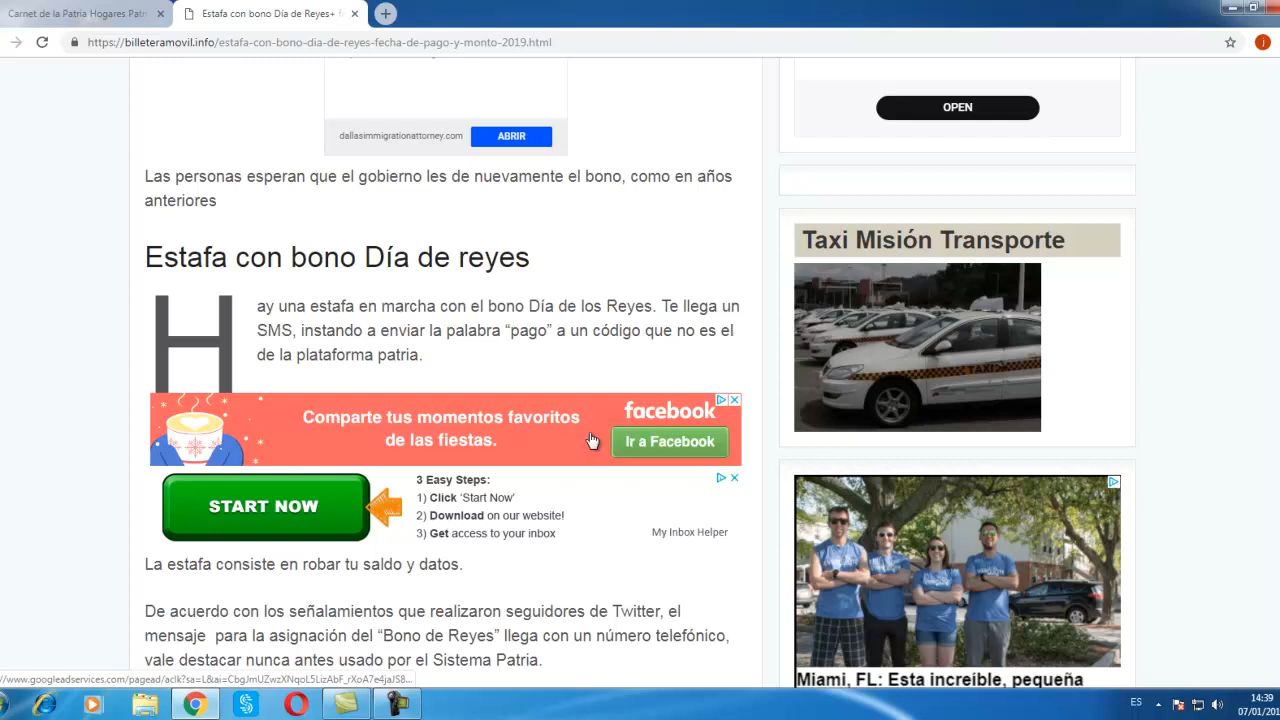 Carnet de la Patria Hogares Patri
Estafa con bono Día de Reyes+ f
https://billeteramovil.info/estafa-con-bono-dia-de-reyes-fecha-de-pago-y-monto-2019.html
j
dallasimmigrationattorney.com
ABRIR
OPEN
Las personas esperan que el gobierno les de nuevamente el bono, como en años
anteriores
Estafa con bono Día de reyes
Hay una estafa en marcha con el bono Día de los Reyes. Te llega un
SMS, instando a enviar la palabra “pago” a un código que no es el
de la plataforma patria.
Comparte tus momentos favoritos
de las fiestas.
facebook
Ir a Facebook
START NOW
3 Easy Steps:
1) Click ‘Start Now’
2) Download on our website!
3) Get access to your inbox
My Inbox Helper
La estafa consiste en robar tu saldo y datos.
De acuerdo con los señalamientos que realizaron seguidores de Twitter, el
mensaje para la asignación del “Bono de Reyes” llega con un número telefónico,
vale destacar nunca antes usado por el Sistema Patria.
Taxi Misión Transporte
TAXI
Miami, FL: Esta increíble, pequeña
ES
14:39
07/01/201